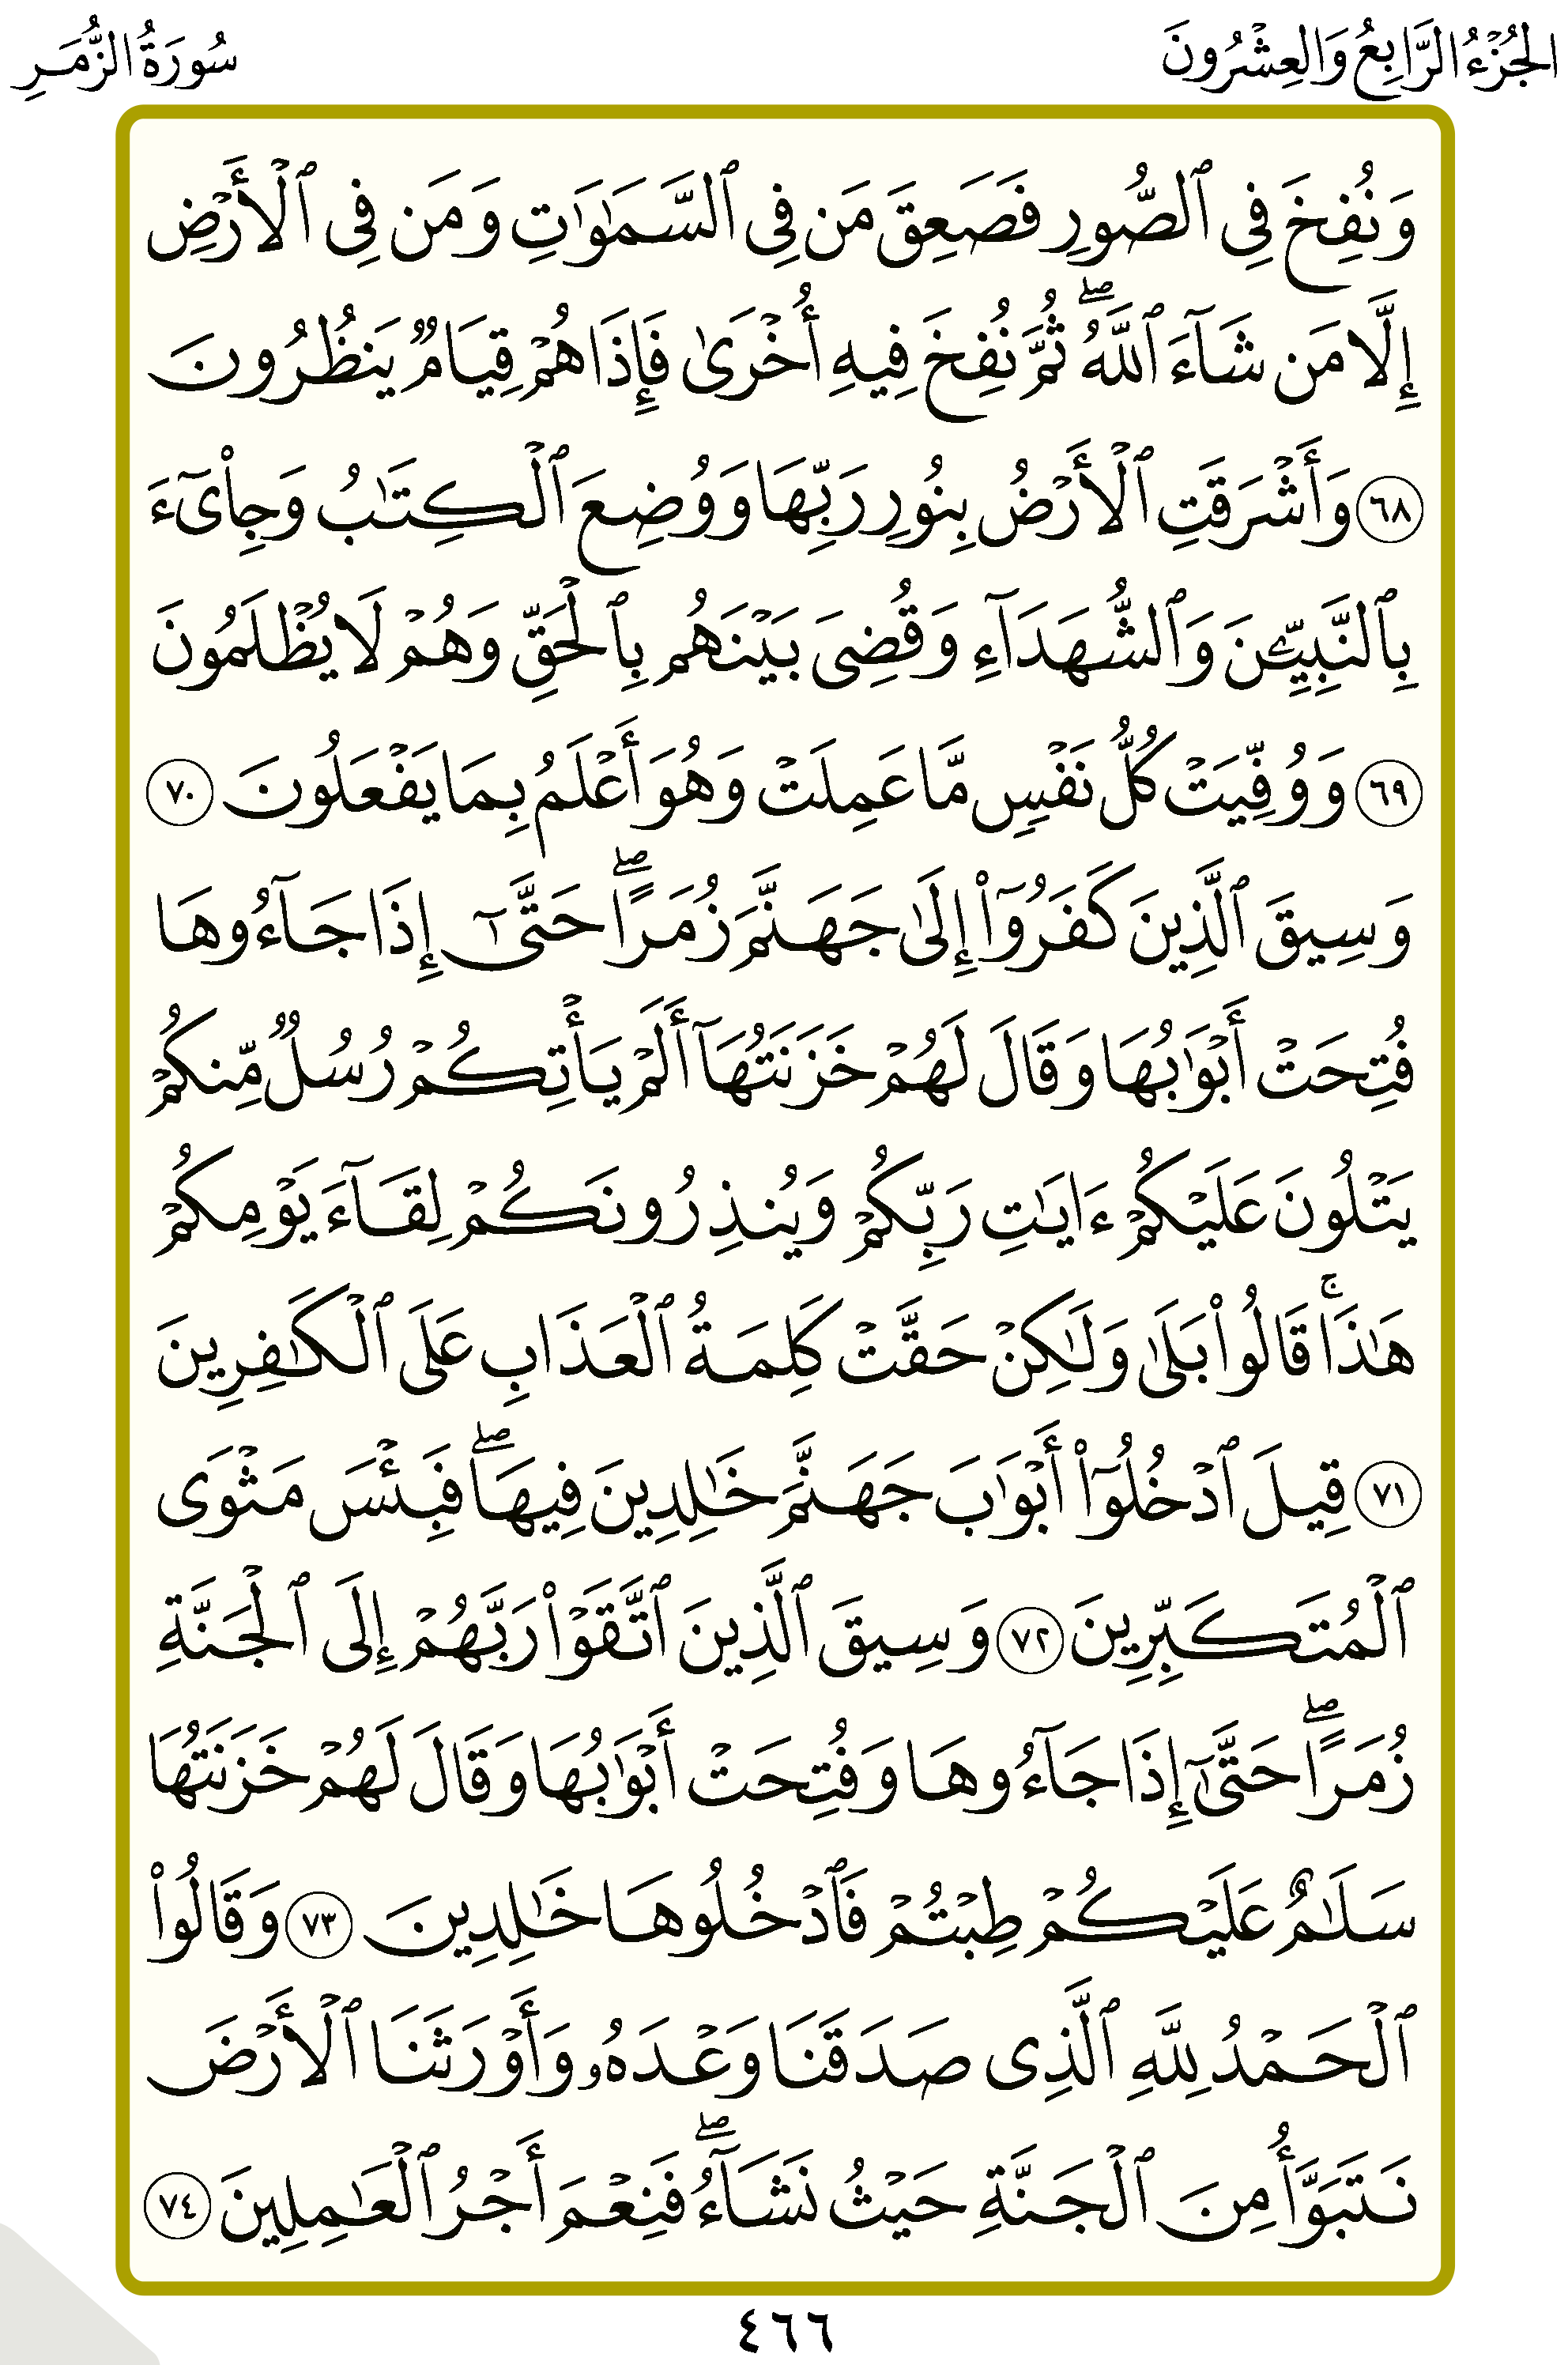 الجُزْءُ الرَّابِعُ وَالعِشْرُونَ
سُورَةُ الزُّمَرِ
وَنُفِخَ فِى ٱلصُّورِ فَصَعِقَ مَن فِى ٱلسَّمَٰوَٰتِ وَمَن فِى ٱلْأَرْضِ
إِلَّا مَن شَآءَ ٱللَّهُ ۖ ثُمَّ نُفِخَ فِيهِ أُخْرَىٰ فَإِذَا هُمْ قِيَامٌ يَنظُرُونَ
٦٨ وَأَشْرَقَتِ ٱلْأَرْضُ بِنُورِ رَبِّهَا وَوُضِعَ ٱلْكِتَٰبُ وَجِا۟ىٓءَ
بِٱلنَّبِيِّۦنَ وَٱلشُّهَدَآءِ وَقُضِىَ بَيْنَهُم بِٱلْحَقِّ وَهُمْ لَا يُظْلَمُونَ
٦٩ وَوُفِّيَتْ كُلُّ نَفْسٍ مَّا عَمِلَتْ وَهُوَ أَعْلَمُ بِمَا يَفْعَلُونَ ٧٠
وَسِيقَ ٱلَّذِينَ كَفَرُوٓا۟ إِلَىٰ جَهَنَّمَ زُمَرًا ۖ حَتَّىٰٓ إِذَا جَآءُوهَا
فُتِحَتْ أَبْوَٰبُهَا وَقَالَ لَهُمْ خَزَنَتُهَآ أَلَمْ يَأْتِكُمْ رُسُلٌ مِّنكُمْ
يَتْلُونَ عَلَيْكُمْ ءَايَٰتِ رَبِّكُمْ وَيُنذِرُونَكُمْ لِقَآءَ يَوْمِكُمْ
هَٰذَا ۚ قَالُوا۟ بَلَىٰ وَلَٰكِنْ حَقَّتْ كَلِمَةُ ٱلْعَذَابِ عَلَى ٱلْكَٰفِرِينَ
٧١ قِيلَ ٱدْخُلُوٓا۟ أَبْوَٰبَ جَهَنَّمَ خَٰلِدِينَ فِيهَا ۖ فَبِئْسَ مَثْوَى
ٱلْمُتَكَبِّرِينَ ٧٢ وَسِيقَ ٱلَّذِينَ ٱتَّقَوْا۟ رَبَّهُمْ إِلَى ٱلْجَنَّةِ
زُمَرًا ۖ حَتَّىٰٓ إِذَا جَآءُوهَا وَفُتِحَتْ أَبْوَٰبُهَا وَقَالَ لَهُمْ خَزَنَتُهَا
سَلَٰمٌ عَلَيْكُمْ طِبْتُمْ فَٱدْخُلُوهَا خَٰلِدِينَ ٧٣ وَقَالُوا۟
ٱلْحَمْدُ لِلَّهِ ٱلَّذِى صَدَقَنَا وَعْدَهُۥ وَأَوْرَثَنَا ٱلْأَرْضَ
نَتَبَوَّأُ مِنَ ٱلْجَنَّةِ حَيْثُ نَشَآءُ ۖ فَنِعْمَ أَجْرُ ٱلْعَٰمِلِينَ ٧٤
٤٦٦